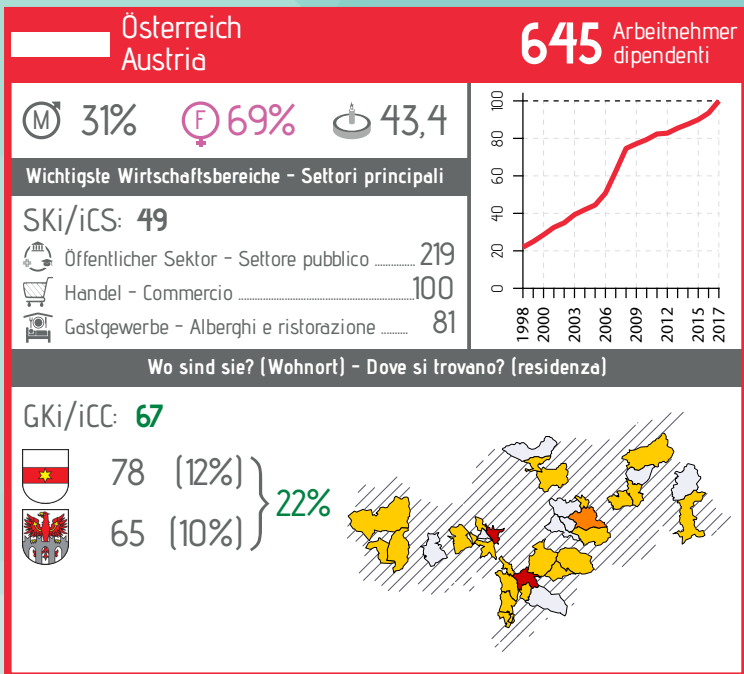 Österreich
Austria
645 Arbeitnehmer
dipendenti
M 31% F 69% 43,4
Wichtigste Wirtschaftsbereiche - Settori principali
SKi/iCS: 49
Öffentlicher Sektor - Settore pubblico .............. 219
Handel - Commercio ............................................ 100
Gastgewerbe - Alberghi e ristorazione ......... 81
100
80
60
40
20
0
1998
2000
2003
2006
2009
2012
2015
2017
Wo sind sie? (Wohnort) - Dove si trovano? (residenza)
GKi/iCC: 67
78 (12%)
22%
65 (10%)